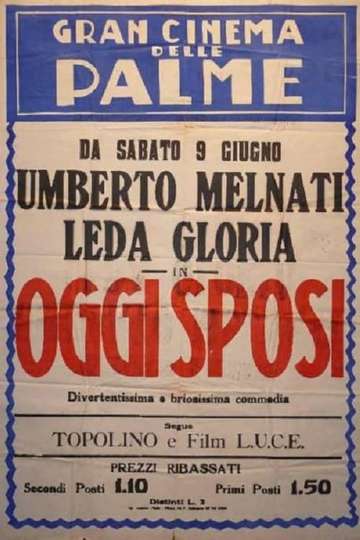 GRAN CINEMA
DELLE
PALME
DA SABATO 9 GIUGNO
UMBERTO MELNATI
LEDA GLORIA
— IN —
OGGI SPOSI
Divertentissima e briosissima commedia
Segue
TOPOLINO e Film L.U.C.E.
PREZZI RIBASSATI
Secondi Posti 1.10 Primi Posti 1.50
Distinti L. 2